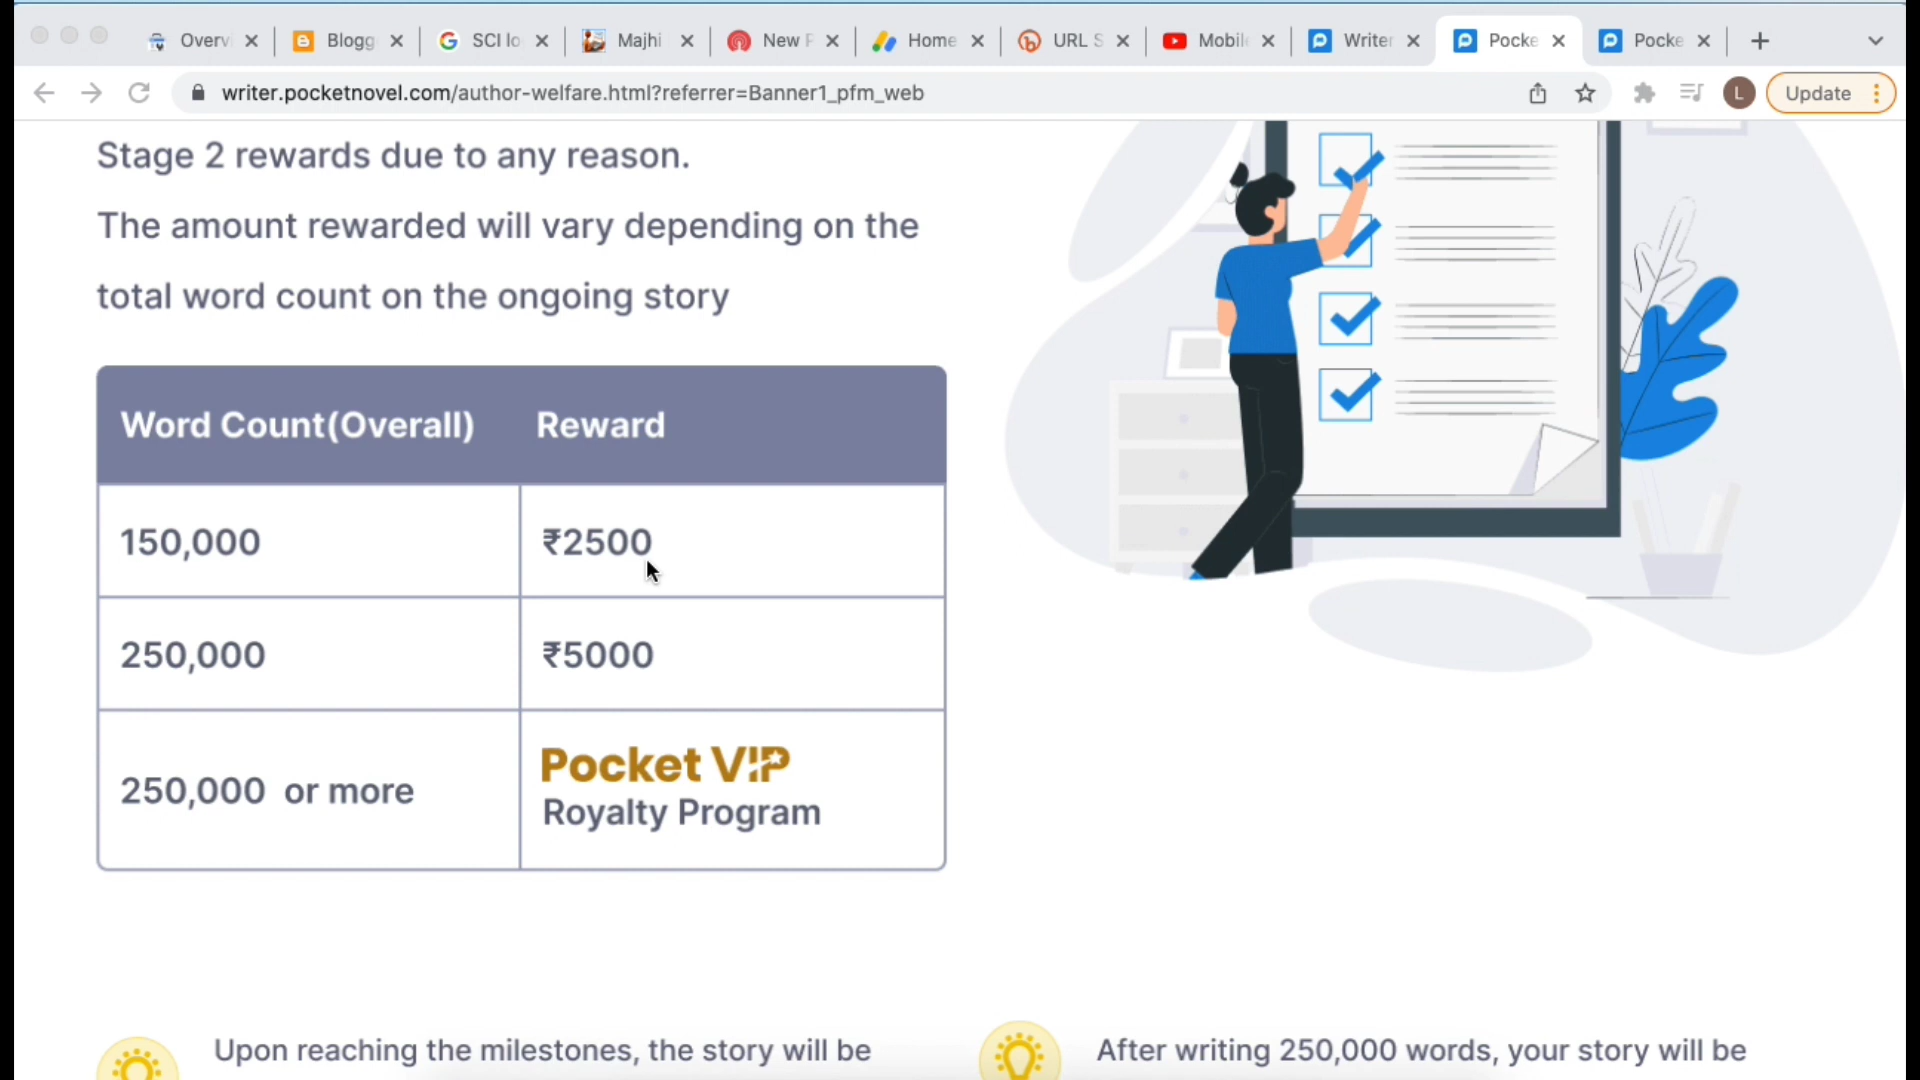 Overv
Blogg
SCI lo
Majhi
New P
Home
URL S
Mobile
Writer
Pocke
Pocke
writer.pocketnovel.com/author-welfare.html?referrer=Banner1_pfm_web
L
Update
Stage 2 rewards due to any reason.
The amount rewarded will vary depending on the
total word count on the ongoing story
Word Count(Overall) Reward
150,000 ₹2500
250,000 ₹5000
250,000 or more Pocket VIP
Royalty Program
Upon reaching the milestones, the story will be
After writing 250,000 words, your story will be